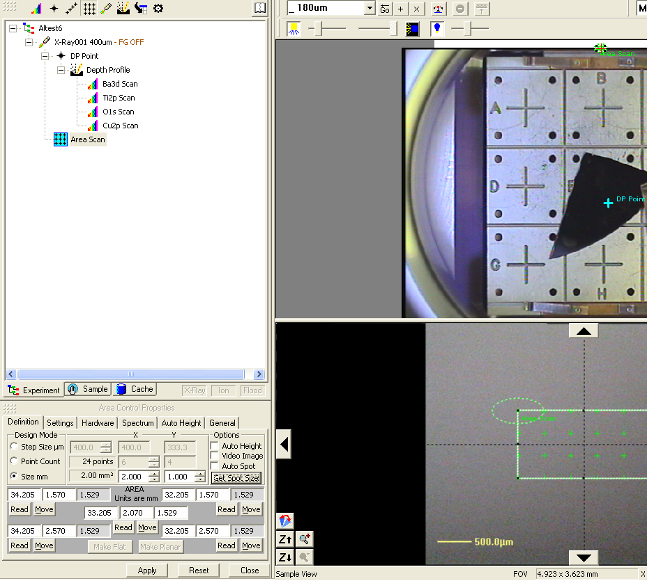 100um
Go
M
Altest6
X-Ray001 400um - FG OFF
DP Point
Depth Profile
Ba3d Scan
Ti2p Scan
O1s Scan
Cu2p Scan
Area Scan
B
A
D
DP Point
G
H
Experiment Sample Cache X-Ray Ion Flood
Area Control Properties
Definition Settings Hardware Spectrum Auto Height General
Design Mode X Y Options
Step Size µm 400.0 400.0 333.3 Auto Height
Point Count 24 points 6 4 Video Image
Auto Spot
Size mm 2.00 mm² 2.000 1.000 Get Spot Size
34.205 1.570 1.529 AREA 32.205 1.570 1.529
Units are mm
Read Move 33.205 2.070 1.529 Read Move
Read Move
34.205 2.570 1.529 32.205 2.570 1.529
Read Move Make Flat Make Planar Read Move
Apply Reset Close
Z↑
Z↓
500.0µm
Sample View FOV 4.923 x 3.623 mm X